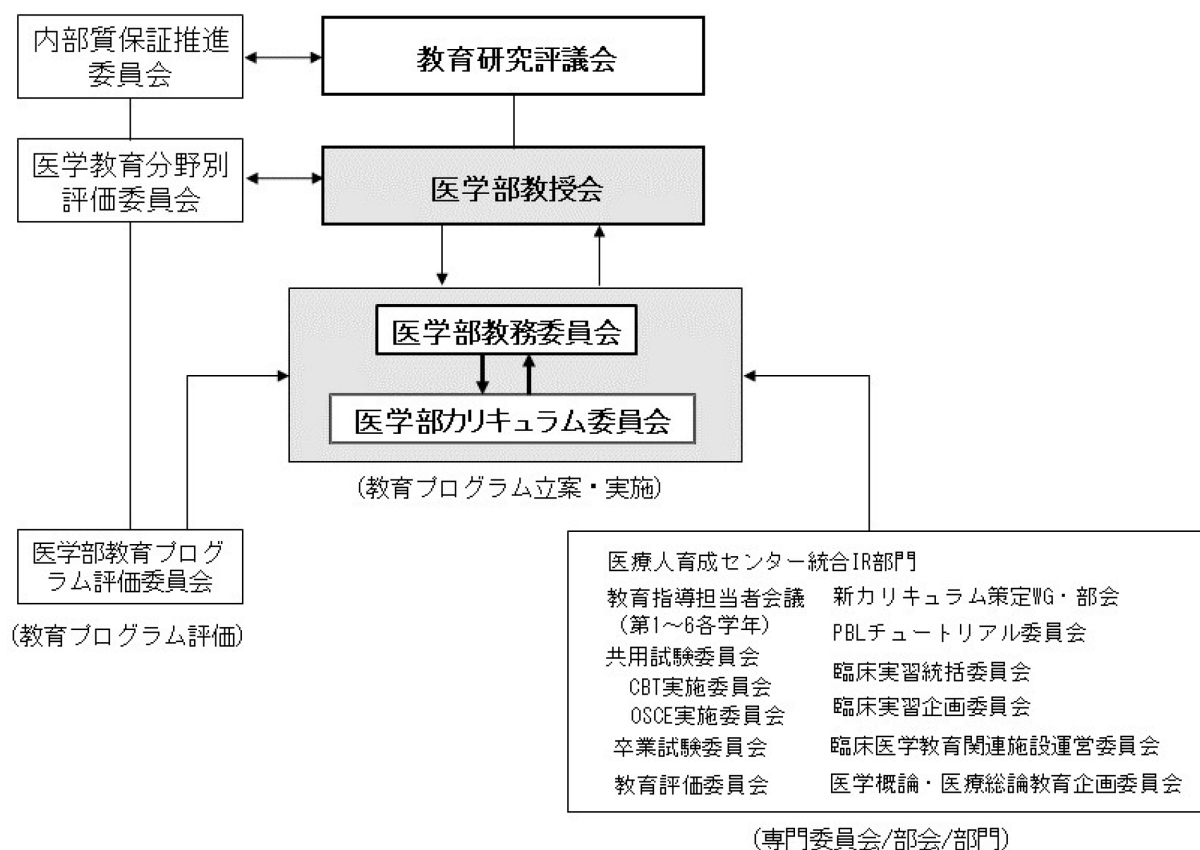 内部質保証推進
委員会
教育研究評議会
医学教育分野別
評価委員会
医学部教授会
医学部教務委員会
医学部カリキュラム委員会
(教育プログラム立案・実施)
医学部教育プログ
ラム評価委員会
(教育プログラム評価)
医療人育成センター統合IR部門
教育指導担当者会議
(第1～6各学年)
共用試験委員会
CBT実施委員会
OSCE実施委員会
卒業試験委員会
教育評価委員会
新カリキュラム策定WG・部会
PBLチュートリアル委員会
臨床実習統括委員会
臨床実習企画委員会
臨床医学教育関連施設運営委員会
医学概論・医療総論教育企画委員会
(専門委員会/部会/部門)